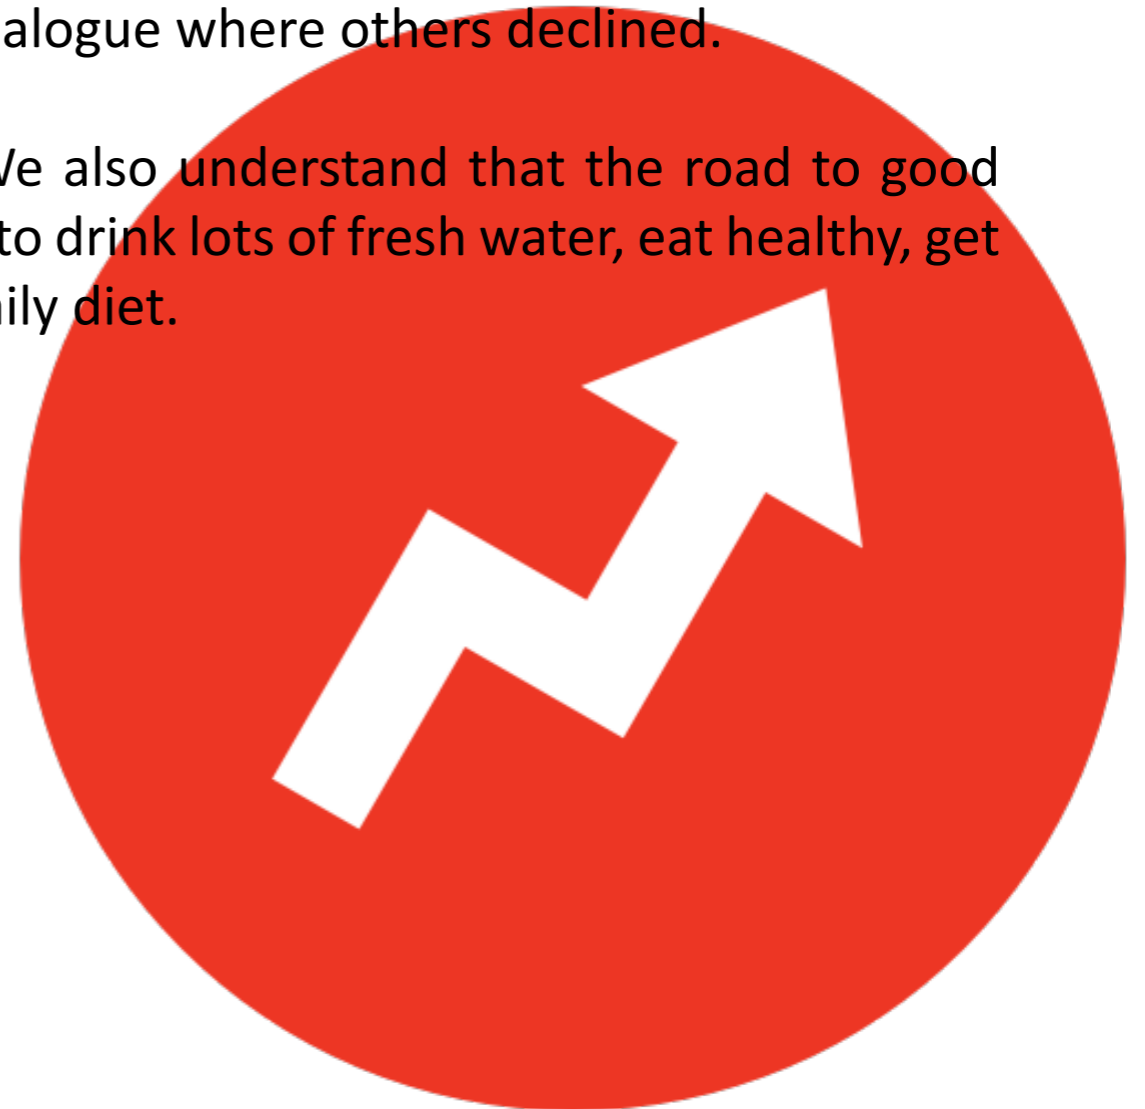 alogue where others declined.
We also understand that the road to good
to drink lots of fresh water, eat healthy, get
ily diet.